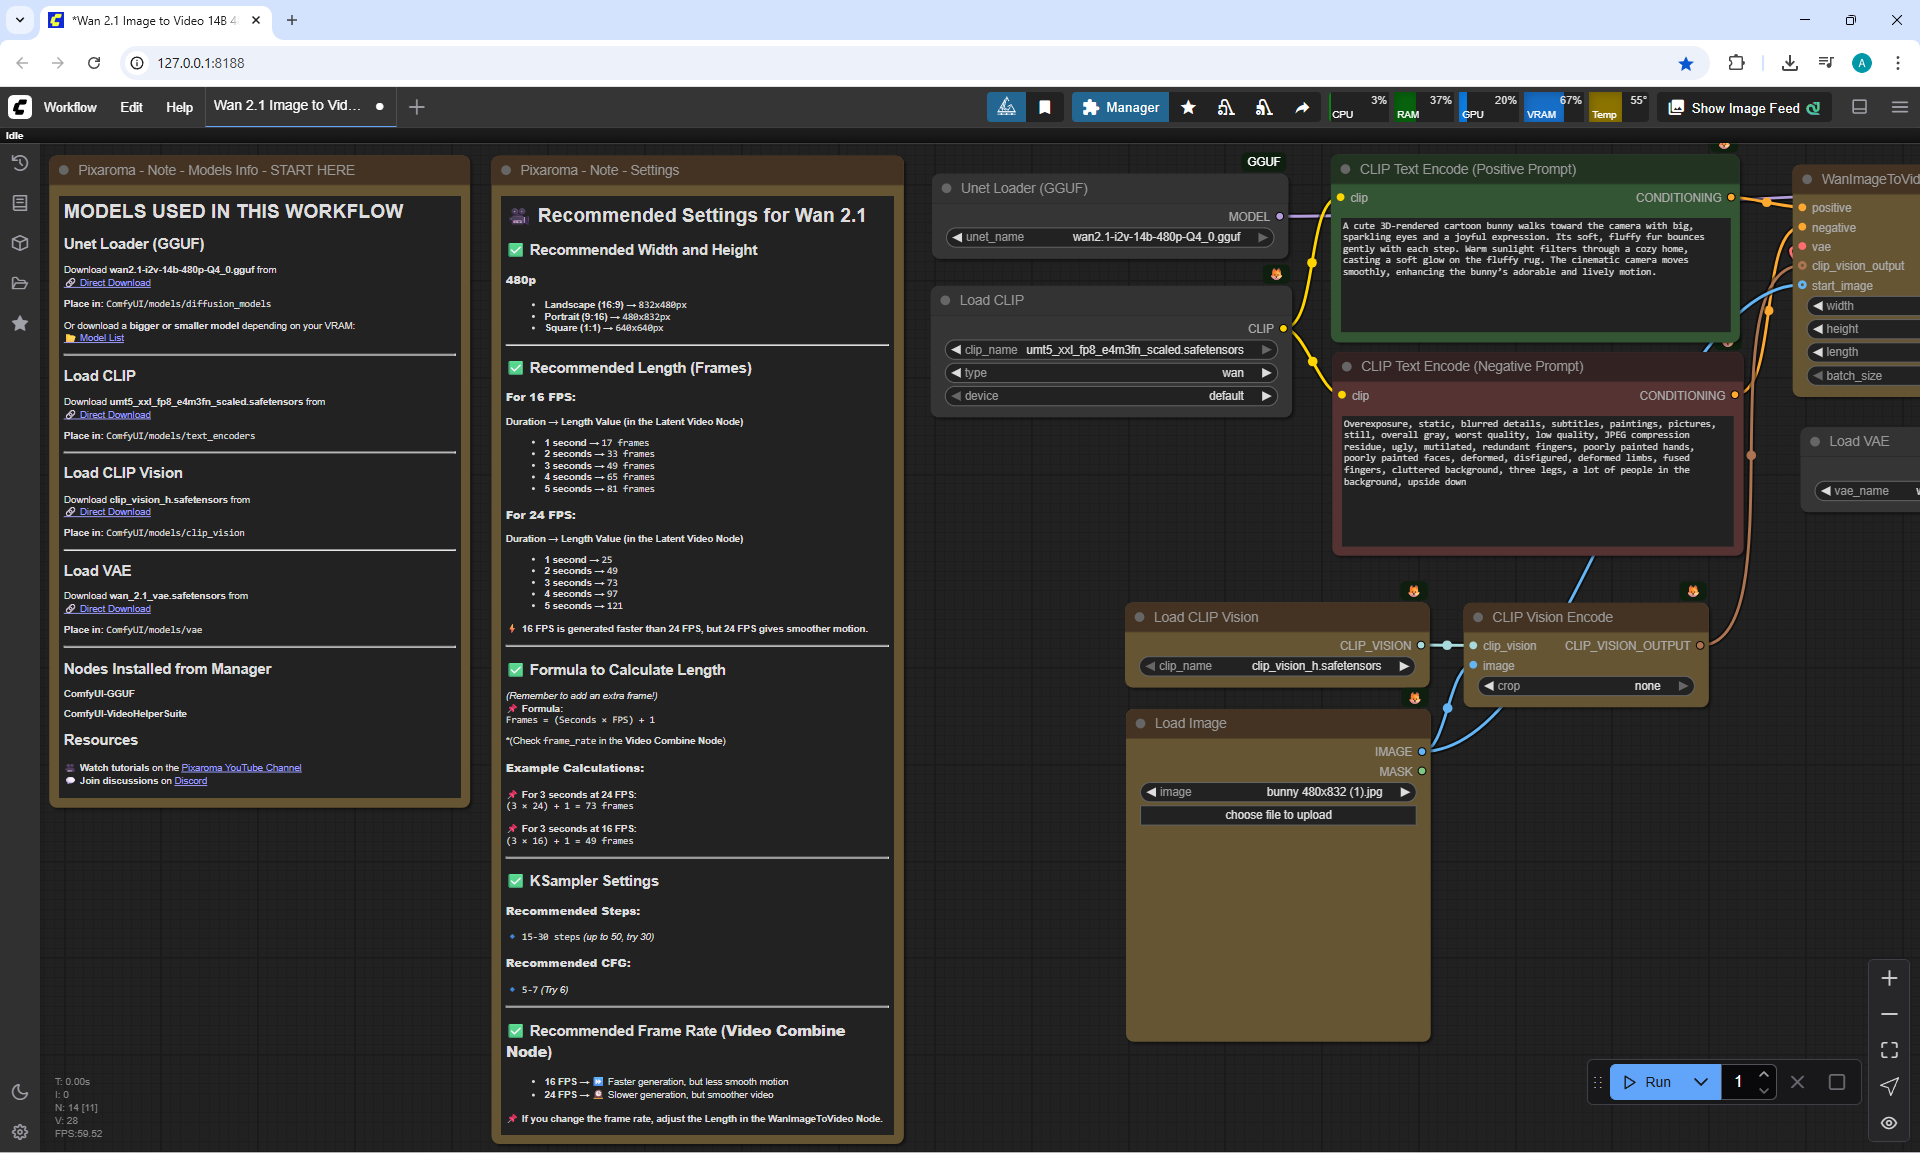 *Wan 2.1 Image to Video 14B 4
127.0.0.1:8188
A
Workflow
Edit
Help
Wan 2.1 Image to Vid...
Manager
CPU 3%
RAM 37%
GPU 20%
VRAM 67%
Temp 55°
Show Image Feed
Idle
Pixaroma - Note - Models Info - START HERE
MODELS USED IN THIS WORKFLOW
Unet Loader (GGUF)
Download wan2.1-i2v-14b-480p-Q4_0.gguf from
Direct Download
Place in: ComfyUI/models/diffusion_models
Or download a bigger or smaller model depending on your VRAM:
Model List
Load CLIP
Download umt5_xxl_fp8_e4m3fn_scaled.safetensors from
Direct Download
Place in: ComfyUI/models/text_encoders
Load CLIP Vision
Download clip_vision_h.safetensors from
Direct Download
Place in: ComfyUI/models/clip_vision
Load VAE
Download wan_2.1_vae.safetensors from
Direct Download
Place in: ComfyUI/models/vae
Nodes Installed from Manager
ComfyUI-GGUF
ComfyUI-VideoHelperSuite
Resources
Watch tutorials on the Pixaroma YouTube Channel
Join discussions on Discord
T: 0.00s
I: 0
N: 14 [11]
V: 28
FPS:59.52
Pixaroma - Note - Settings
Recommended Settings for Wan 2.1
✅ Recommended Width and Height
480p
• Landscape (16:9) → 832x480px
• Portrait (9:16) → 480x832px
• Square (1:1) → 640x640px
✅ Recommended Length (Frames)
For 16 FPS:
Duration → Length Value (in the Latent Video Node)
• 1 second → 17 frames
• 2 seconds → 33 frames
• 3 seconds → 49 frames
• 4 seconds → 65 frames
• 5 seconds → 81 frames
For 24 FPS:
Duration → Length Value (in the Latent Video Node)
• 1 second → 25
• 2 seconds → 49
• 3 seconds → 73
• 4 seconds → 97
• 5 seconds → 121
⚡ 16 FPS is generated faster than 24 FPS, but 24 FPS gives smoother motion.
✅ Formula to Calculate Length
(Remember to add an extra frame!)
📌 Formula:
Frames = (Seconds × FPS) + 1
*(Check frame_rate in the Video Combine Node)
Example Calculations:
📌 For 3 seconds at 24 FPS:
(3 × 24) + 1 = 73 frames
📌 For 3 seconds at 16 FPS:
(3 × 16) + 1 = 49 frames
✅ KSampler Settings
Recommended Steps:
🔹 15-30 steps (up to 50, try 30)
Recommended CFG:
🔹 5-7 (Try 6)
✅ Recommended Frame Rate (Video Combine
Node)
• 16 FPS → ⏩ Faster generation, but less smooth motion
• 24 FPS → Slower generation, but smoother video
📌 If you change the frame rate, adjust the Length in the WanImageToVideo Node.
GGUF
Unet Loader (GGUF)
MODEL
unet_name wan2.1-i2v-14b-480p-Q4_0.gguf
Load CLIP
CLIP
clip_name umt5_xxl_fp8_e4m3fn_scaled.safetensors
type wan
device default
CLIP Text Encode (Positive Prompt)
clip CONDITIONING
A cute 3D-rendered cartoon bunny walks toward the camera with big,
sparkling eyes and a joyful expression. Its soft, fluffy fur bounces
gently with each step. Warm sunlight filters through a cozy home,
casting a soft glow on the fluffy rug. The cinematic camera moves
smoothly, enhancing the bunny's adorable and lively motion.
CLIP Text Encode (Negative Prompt)
clip CONDITIONING
Overexposure, static, blurred details, subtitles, paintings, pictures,
still, overall gray, worst quality, low quality, JPEG compression
residue, ugly, mutilated, redundant fingers, poorly painted hands,
poorly painted faces, deformed, disfigured, deformed limbs, fused
fingers, cluttered background, three legs, a lot of people in the
background, upside down
WanImageToVid
positive
negative
vae
clip_vision_output
start_image
width
height
length
batch_size
Load VAE
vae_name
Load CLIP Vision
CLIP_VISION
clip_name clip_vision_h.safetensors
CLIP Vision Encode
clip_vision CLIP_VISION_OUTPUT
image
crop none
Load Image
IMAGE
MASK
image bunny 480x832 (1).jpg
choose file to upload
Run
1